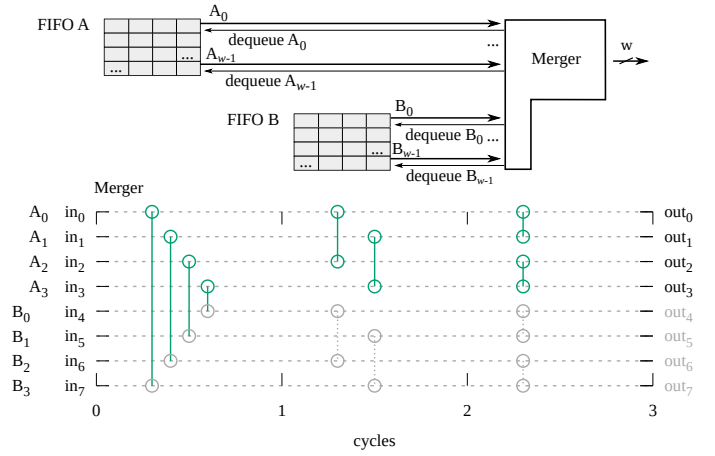 FIFO A
A0
dequeue A0
...
Aw-1
...
...
dequeue Aw-1
Merger
w
FIFO B
B0
dequeue B0 ...
...
Bw-1
...
dequeue Bw-1
Merger
A0 in0 out0
A1 in1 out1
A2 in2 out2
A3 in3 out3
B0 in4 out4
B1 in5 out5
B2 in6 out6
B3 in7 out7
0 1 2 3
cycles